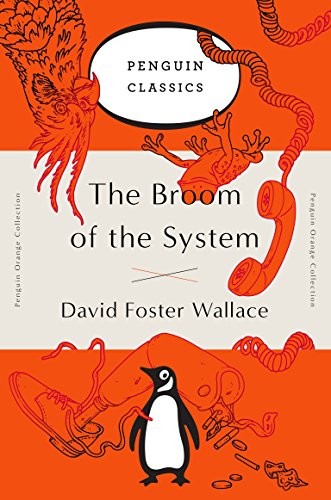 PENGUIN
CLASSICS
The Broom
of the System
David Foster Wallace
Penguin Orange Collection
Penguin Orange Collection